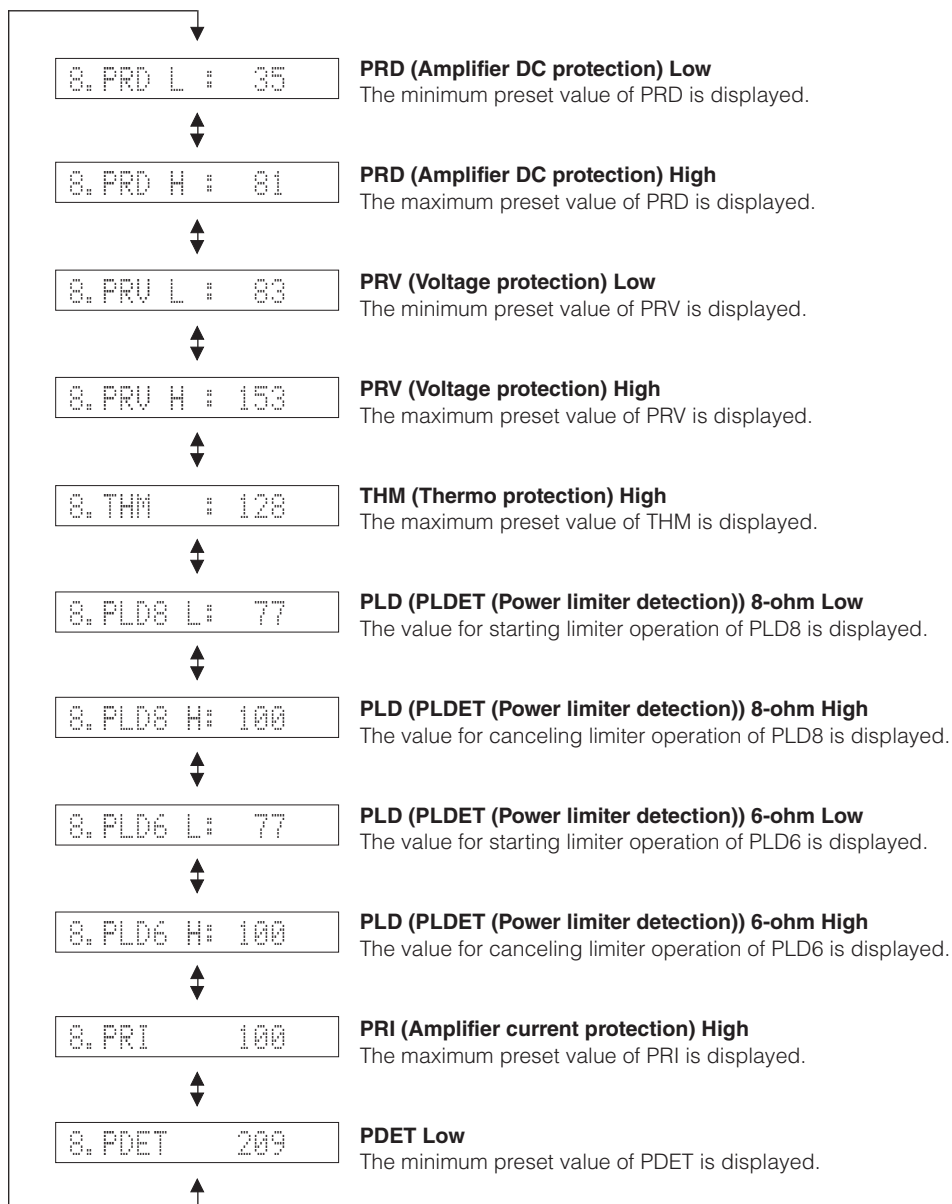 8.PRD L : 35
PRD (Amplifier DC protection) Low
The minimum preset value of PRD is displayed.
8.PRD H : 81
PRD (Amplifier DC protection) High
The maximum preset value of PRD is displayed.
8.PRV L : 83
PRV (Voltage protection) Low
The minimum preset value of PRV is displayed.
8.PRV H : 153
PRV (Voltage protection) High
The maximum preset value of PRV is displayed.
8.THM : 128
THM (Thermo protection) High
The maximum preset value of THM is displayed.
8.PLD8 L: 77
PLD (PLDET (Power limiter detection)) 8-ohm Low
The value for starting limiter operation of PLD8 is displayed.
8.PLD8 H: 100
PLD (PLDET (Power limiter detection)) 8-ohm High
The value for canceling limiter operation of PLD8 is displayed.
8.PLD6 L: 77
PLD (PLDET (Power limiter detection)) 6-ohm Low
The value for starting limiter operation of PLD6 is displayed.
8.PLD6 H: 100
PLD (PLDET (Power limiter detection)) 6-ohm High
The value for canceling limiter operation of PLD6 is displayed.
8.PRI 100
PRI (Amplifier current protection) High
The maximum preset value of PRI is displayed.
8.PDET 209
PDET Low
The minimum preset value of PDET is displayed.